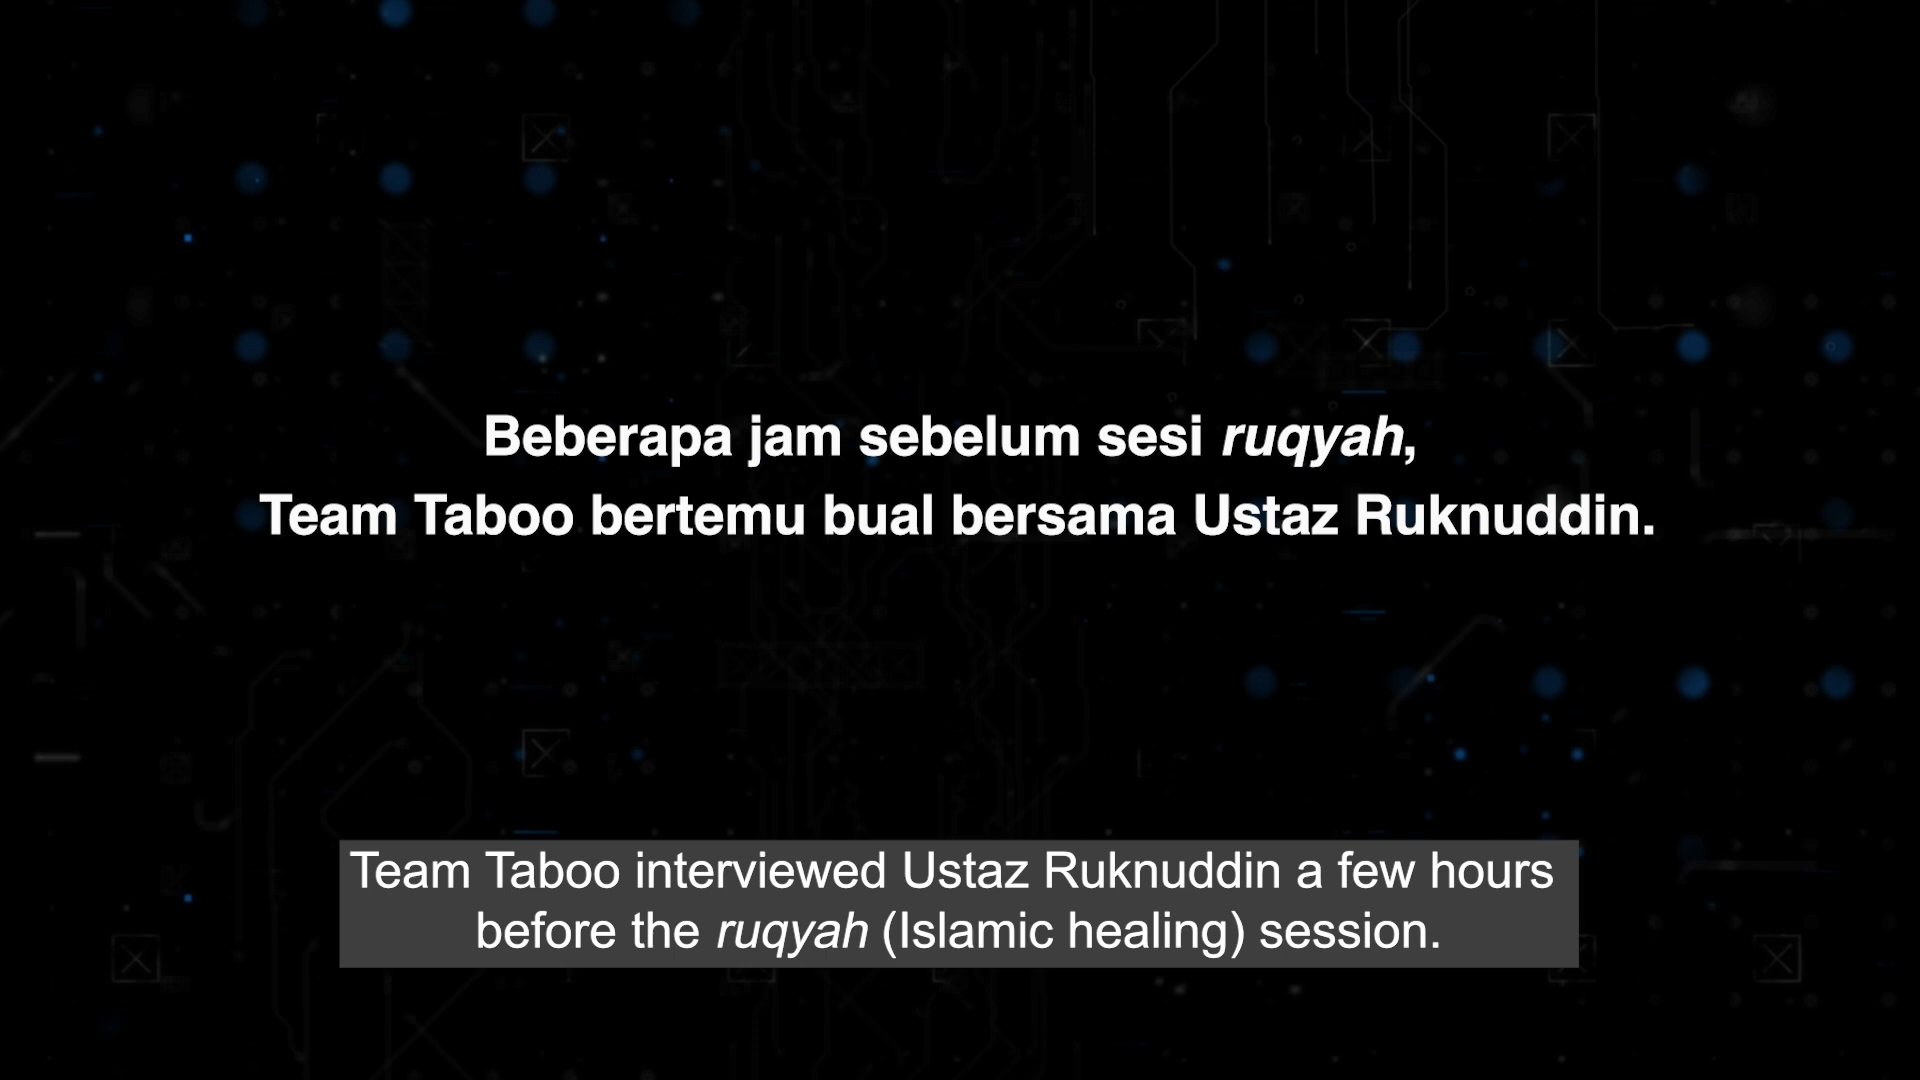 Beberapa jam sebelum sesi ruqyah,
Team Taboo bertemu bual bersama Ustaz Ruknuddin.
Team Taboo interviewed Ustaz Ruknuddin a few hours
before the ruqyah (Islamic healing) session.